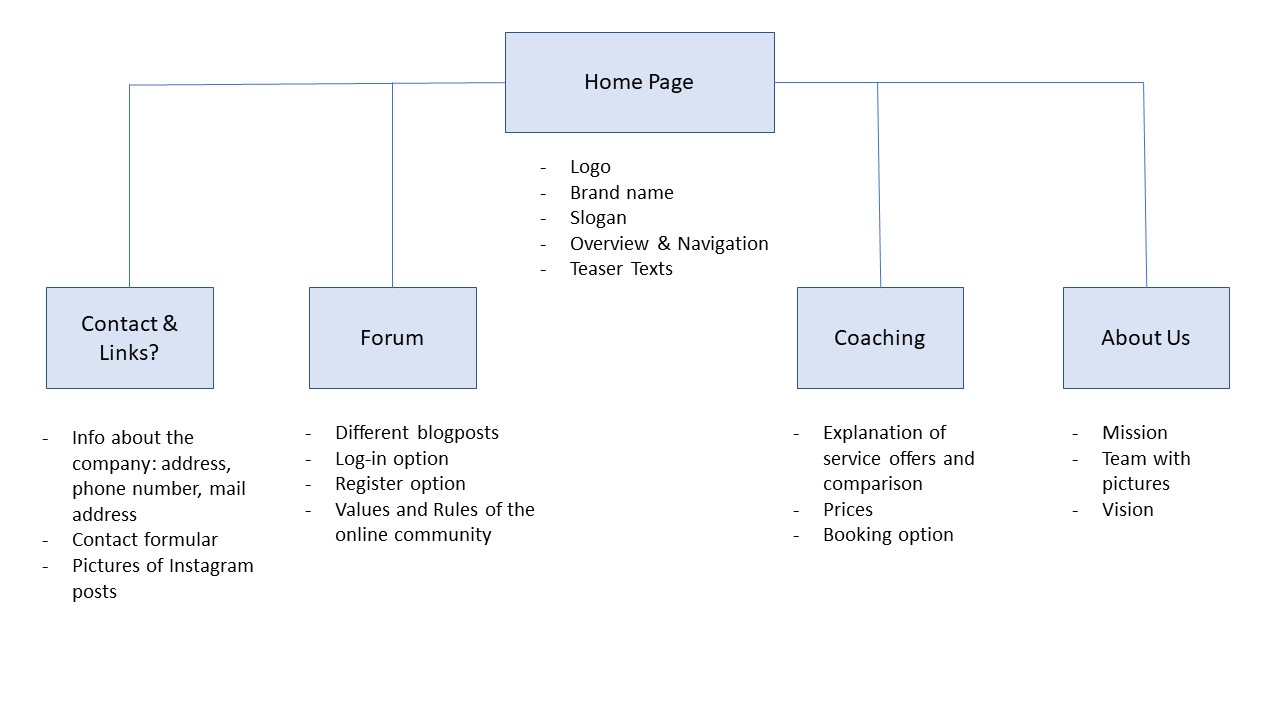 Home Page
- Logo
- Brand name
- Slogan
- Overview & Navigation
- Teaser Texts
Contact &
Links?
- Info about the
company: address,
phone number, mail
address
- Contact formular
- Pictures of Instagram
posts
Forum
- Different blogposts
- Log-in option
- Register option
- Values and Rules of the
online community
Coaching
- Explanation of
service offers and
comparison
- Prices
- Booking option
About Us
- Mission
- Team with
pictures
- Vision